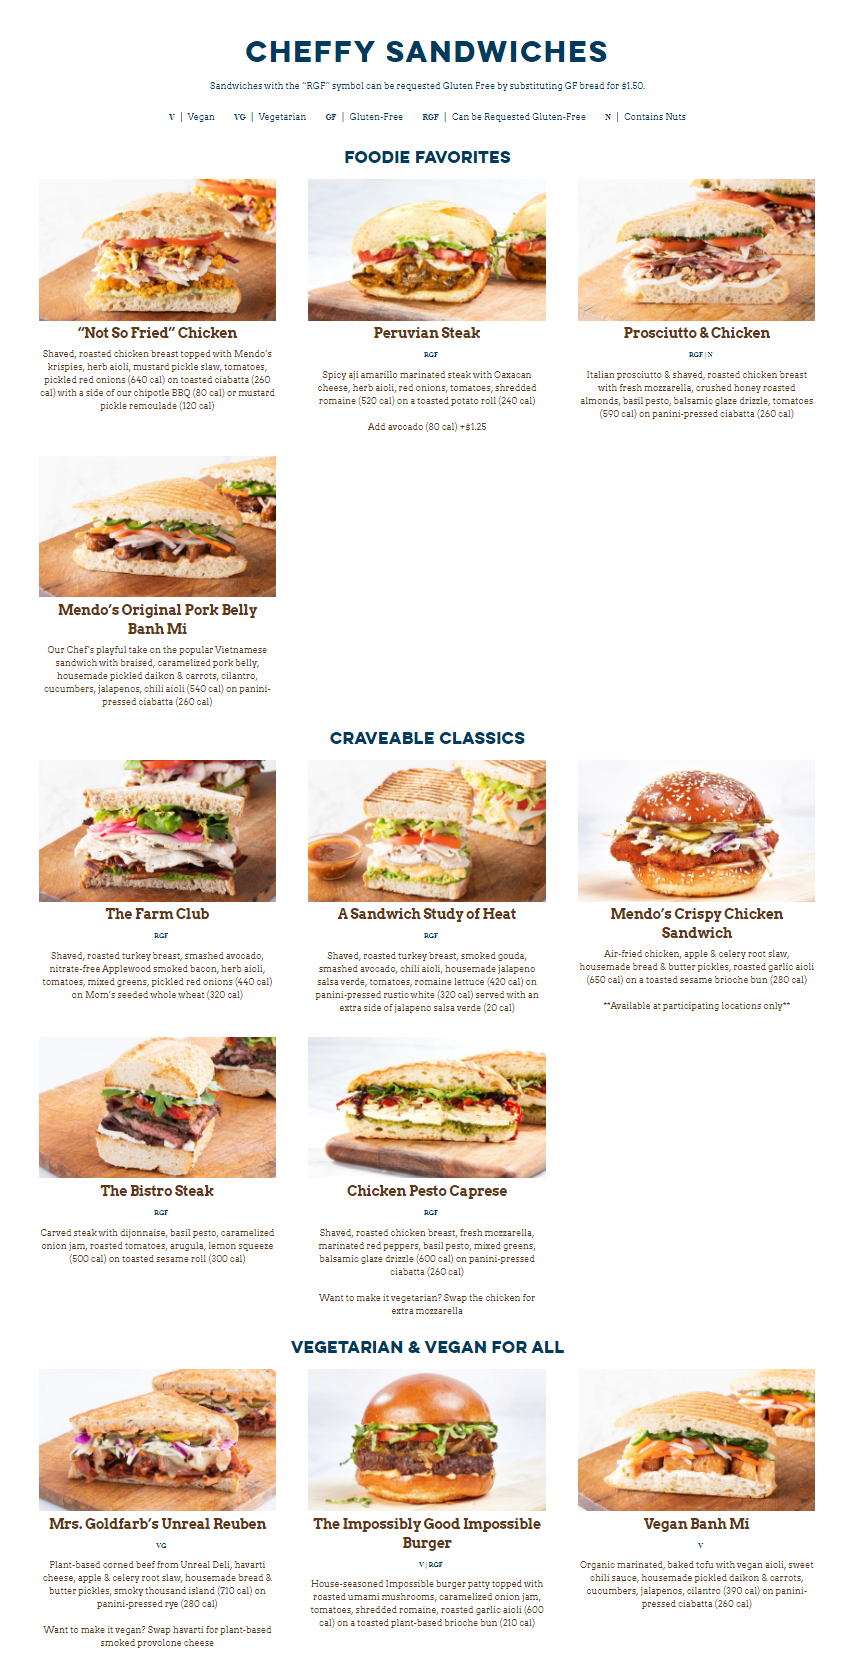 CHEFFY SANDWICHES
Sandwiches with the “RGF” symbol can be requested Gluten Free by substituting GF bread for $1.50.
V | Vegan VG | Vegetarian GF | Gluten-Free RGF | Can be Requested Gluten-Free N | Contains Nuts
FOODIE FAVORITES
“Not So Fried” Chicken
Shaved, roasted chicken breast topped with Mendo’s
krispies, herb aioli, mustard pickle slaw, tomatoes,
pickled red onions (640 cal) on toasted ciabatta (260
cal) with a side of our chipotle BBQ (80 cal) or mustard
pickle remoulade (120 cal)
Peruvian Steak
RGF
Spicy aji amarillo marinated steak with Oaxacan
cheese, herb aioli, red onions, tomatoes, shredded
romaine (520 cal) on a toasted potato roll (240 cal)
Add avocado (80 cal) +$1.25
Prosciutto & Chicken
RGF | N
Italian prosciutto & shaved, roasted chicken breast
with fresh mozzarella, crushed honey roasted
almonds, basil pesto, balsamic glaze drizzle, tomatoes
(590 cal) on panini-pressed ciabatta (260 cal)
Mendo’s Original Pork Belly
Banh Mi
Our Chef's playful take on the popular Vietnamese
sandwich with braised, caramelized pork belly,
housemade pickled daikon & carrots, cilantro,
cucumbers, jalapenos, chili aioli (540 cal) on panini-
pressed ciabatta (260 cal)
CRAVEABLE CLASSICS
The Farm Club
RGF
Shaved, roasted turkey breast, smashed avocado,
nitrate-free Applewood smoked bacon, herb aioli,
tomatoes, mixed greens, pickled red onions (440 cal)
on Mom’s seeded whole wheat (320 cal)
A Sandwich Study of Heat
RGF
Shaved, roasted turkey breast, smoked gouda,
smashed avocado, chili aioli, housemade jalapeno
salsa verde, tomatoes, romaine lettuce (420 cal) on
panini-pressed rustic white (320 cal) served with an
extra side of jalapeno salsa verde (20 cal)
Mendo’s Crispy Chicken
Sandwich
Air-fried chicken, apple & celery root slaw,
housemade bread & butter pickles, roasted garlic aioli
(650 cal) on a toasted sesame brioche bun (280 cal)
**Available at participating locations only**
The Bistro Steak
RGF
Carved steak with dijonnaise, basil pesto, caramelized
onion jam, roasted tomatoes, arugula, lemon squeeze
(500 cal) on toasted sesame roll (300 cal)
Chicken Pesto Caprese
RGF
Shaved, roasted chicken breast, fresh mozzarella,
marinated red peppers, basil pesto, mixed greens,
balsamic glaze drizzle (600 cal) on panini-pressed
ciabatta (260 cal)
Want to make it vegetarian? Swap the chicken for
extra mozzarella
VEGETARIAN & VEGAN FOR ALL
Mrs. Goldfarb’s Unreal Reuben
VG
Plant-based corned beef from Unreal Deli, havarti
cheese, apple & celery root slaw, housemade bread &
butter pickles, smoky thousand island (710 cal) on
panini-pressed rye (280 cal)
Want to make it vegan? Swap havarti for plant-based
smoked provolone cheese
The Impossibly Good Impossible
Burger
V | RGF
House-seasoned Impossible burger patty topped with
roasted umami mushrooms, caramelized onion jam,
tomatoes, shredded romaine, roasted garlic aioli (600
cal) on a toasted plant-based brioche bun (210 cal)
Vegan Banh Mi
V
Organic marinated, baked tofu with vegan aioli, sweet
chili sauce, housemade pickled daikon & carrots,
cucumbers, jalapenos, cilantro (390 cal) on panini-
pressed ciabatta (260 cal)